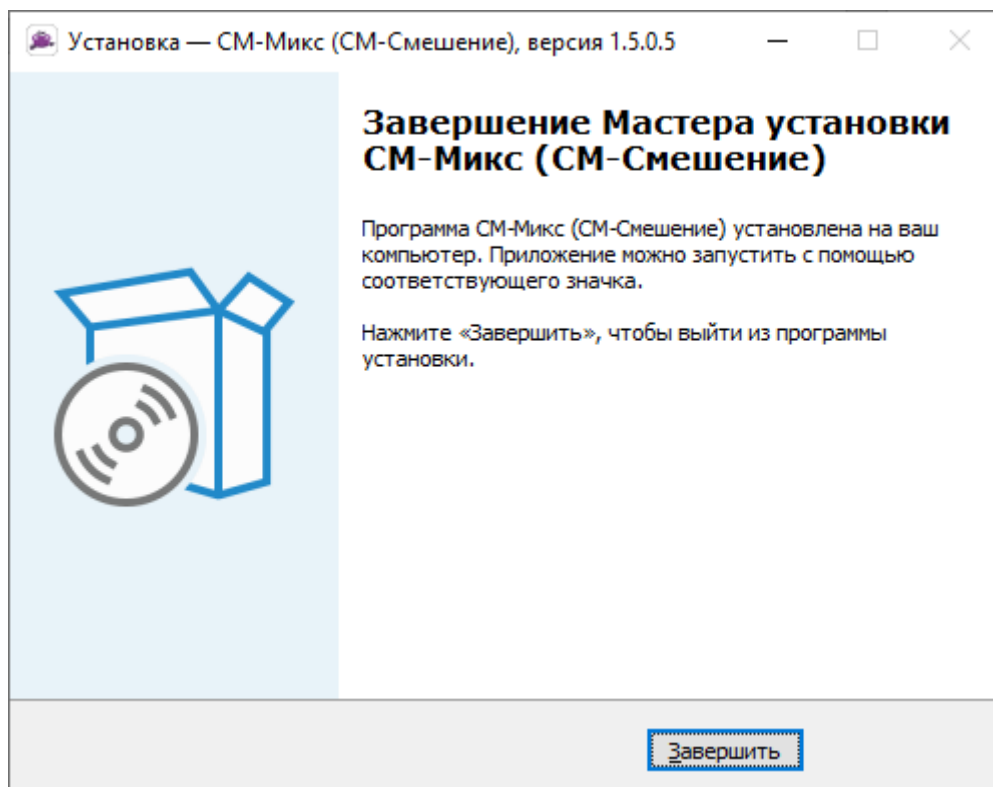 Установка — СМ-Микс (СМ-Смешение), версия 1.5.0.5
Завершение Мастера установки
СМ-Микс (СМ-Смешение)
Программа СМ-Микс (СМ-Смешение) установлена на ваш
компьютер. Приложение можно запустить с помощью
соответствующего значка.
Нажмите «Завершить», чтобы выйти из программы
установки.
Завершить